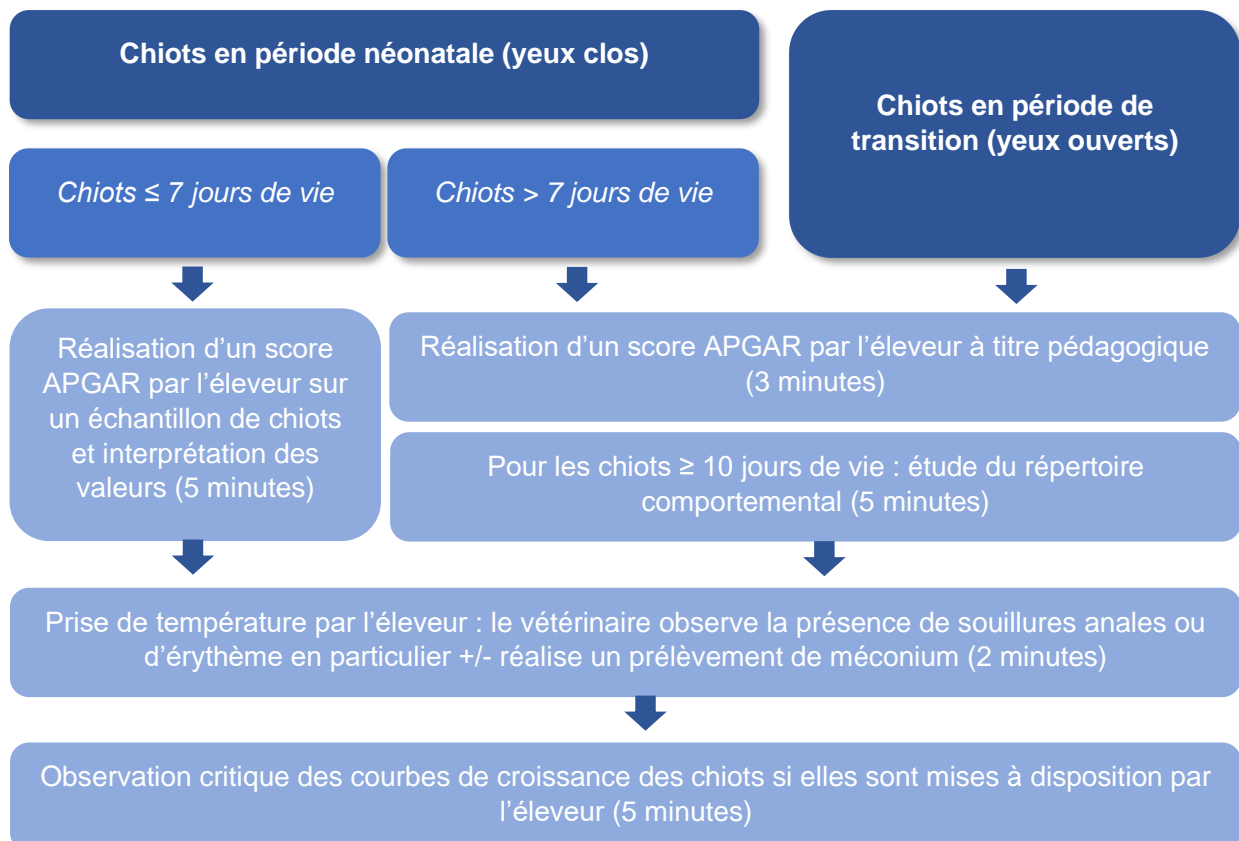 Chiots en période néonatale (yeux clos)
Chiots en période de
transition (yeux ouverts)
Chiots ≤ 7 jours de vie
Chiots > 7 jours de vie
Réalisation d’un score
APGAR par l’éleveur sur
un échantillon de chiots
et interprétation des
valeurs (5 minutes)
Réalisation d’un score APGAR par l’éleveur à titre pédagogique
(3 minutes)
Pour les chiots ≥ 10 jours de vie : étude du répertoire
comportemental (5 minutes)
Prise de température par l’éleveur : le vétérinaire observe la présence de souillures anales ou
d’érythème en particulier +/- réalise un prélèvement de méconium (2 minutes)
Observation critique des courbes de croissance des chiots si elles sont mises à disposition par
l’éleveur (5 minutes)